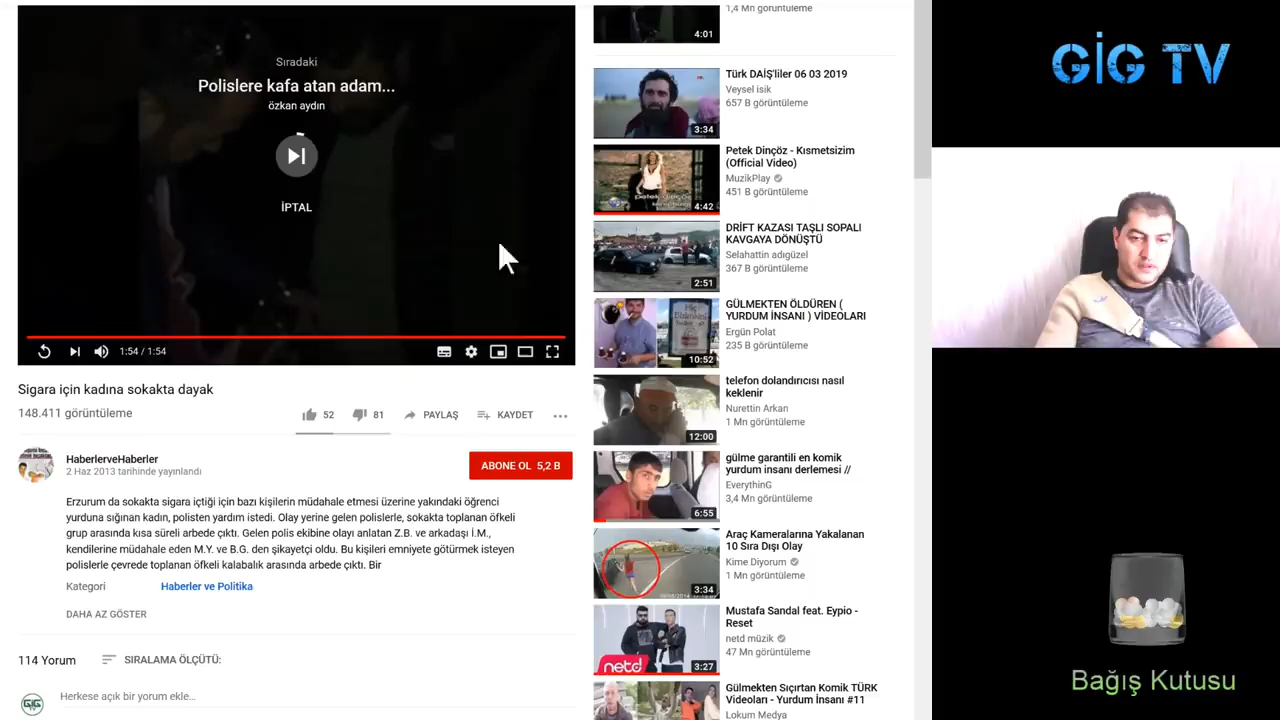 Sıradaki
Polislere kafa atan adam...
özkan aydın
İPTAL
1:54 / 1:54
Sigara için kadına sokakta dayak
148.411 görüntüleme
52
81
PAYLAŞ
KAYDET
HaberlerveHaberler
2 Haz 2013 tarihinde yayınlandı
ABONE OL 5,2 B
Erzurum da sokakta sigara içtiği için bazı kişilerin müdahale etmesi üzerine yakındaki öğrenci
yurduna sığınan kadın, polisten yardım istedi. Olay yerine gelen polislerle, sokakta toplanan öfkeli
grup arasında kısa süreli arbede çıktı. Gelen polis ekibine olayı anlatan Z.B. ve arkadaşı İ.M.,
kendilerine müdahale eden M.Y. ve B.G. den şikayetçi oldu. Bu kişileri emniyete götürmek isteyen
polislerle çevrede toplanan öfkeli kalabalık arasında arbede çıktı. Bir
Kategori
Haberler ve Politika
DAHA AZ GÖSTER
114 Yorum
SIRALAMA ÖLÇÜTÜ:
Herkese açık bir yorum ekle...
1,4 Mn görüntüleme
4:01
Türk DAİŞ'liler 06 03 2019
Veysel isik
657 B görüntüleme
3:34
Petek Dinçöz - Kısmetsizim
(Official Video)
MuzikPlay
451 B görüntüleme
petek dinçöz
4:42
DRİFT KAZASI TAŞLI SOPALI
KAVGAYA DÖNÜŞTÜ
Selahattin adıgüzel
367 B görüntüleme
2:51
GÜLMEKTEN ÖLDÜREN (
YURDUM İNSANI ) VİDEOLARI
Ergün Polat
235 B görüntüleme
10:52
telefon dolandırıcısı nasıl
keklenir
Nurettin Arkan
1 Mn görüntüleme
12:00
gülme garantili en komik
yurdum insanı derlemesi //
EverythinG
3,4 Mn görüntüleme
6:55
Araç Kameralarına Yakalanan
10 Sıra Dışı Olay
Kime Diyorum
1 Mn görüntüleme
3:34
Mustafa Sandal feat. Eypio -
Reset
netd müzik
47 Mn görüntüleme
netd
3:27
Gülmekten Sıçırtan Komik TÜRK
Videoları - Yurdum İnsanı #11
Lokum Medya
GİG TV
Bağış Kutusu